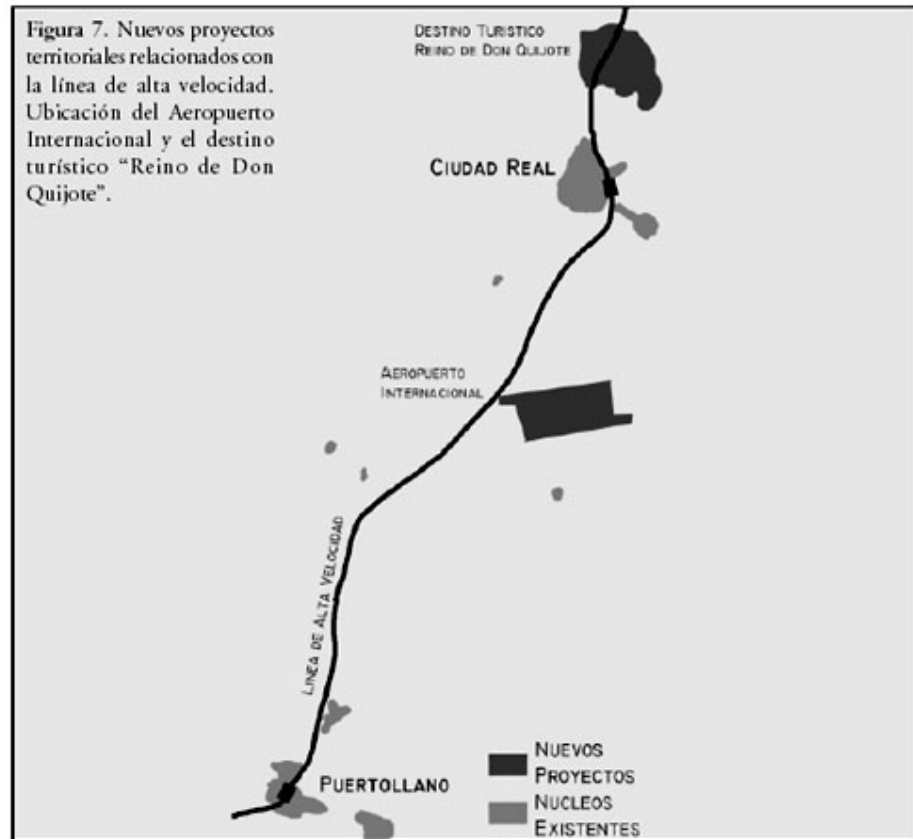 Figura 7. Nuevos proyectos
territoriales relacionados con
la línea de alta velocidad.
Ubicación del Aeropuerto
Internacional y el destino
turístico “Reino de Don
Quijote”.
DESTINO TURISTICO
REINO DE DON QUIJOTE
CIUDAD REAL
AEROPUERTO
INTERNACIONAL
LINEA DE ALTA VELOCIDAD
PUERTOLLANO
NUEVOS
PROYECTOS
NUCLEOS
EXISTENTES